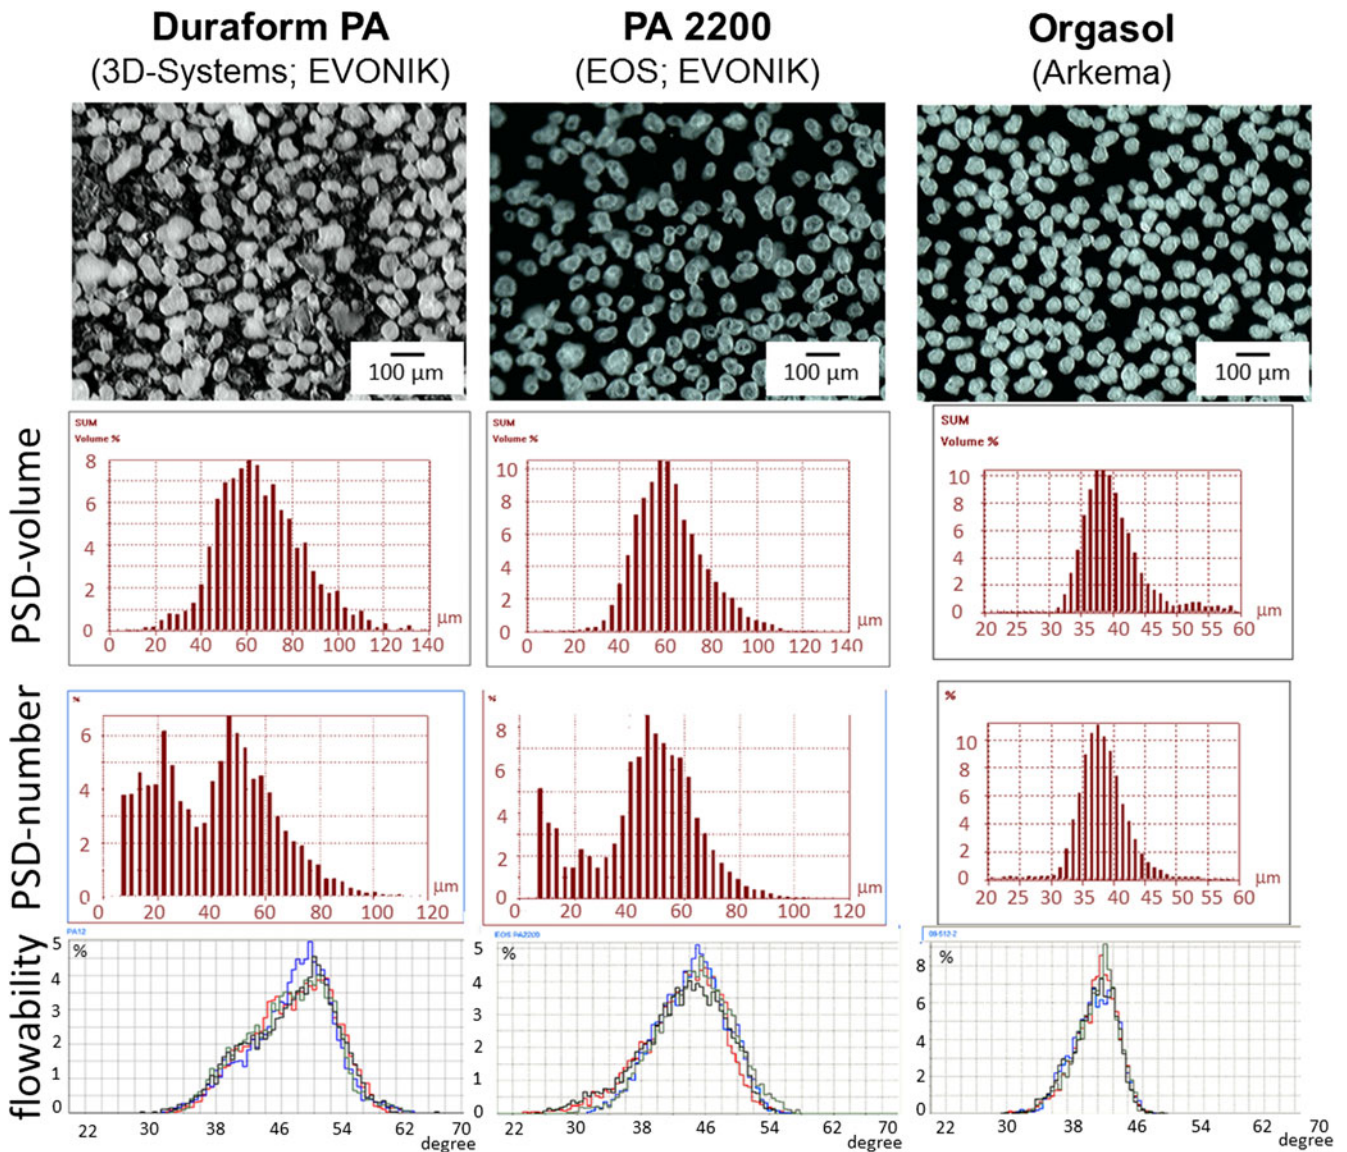 Duraform PA
(3D-Systems; EVONIK)
PA 2200
(EOS; EVONIK)
Orgasol
(Arkema)
100 µm
100 µm
100 µm
PSD-volume
SUM
Volume %
8
6
4
2
0
0 20 40 60 80 100 120 140
µm
SUM
Volume %
10
8
6
4
2
0
0 20 40 60 80 100 120 140
µm
SUM
Volume %
10
8
6
4
2
0
20 25 30 35 40 45 50 55 60
µm
PSD-number
%
6
4
2
0
0 20 40 60 80 100 120
µm
%
8
6
4
2
0
0 20 40 60 80 100 120
µm
%
10
8
6
4
2
0
20 25 30 35 40 45 50 55 60
µm
flowability
PA12
%
5
4
3
2
1
0
22 30 38 46 54 62 70
degree
EOS PA2200
%
5
4
3
2
1
0
22 30 38 46 54 62 70
degree
09-512-2
%
8
6
4
2
0
22 30 38 46 54 62 70
degree